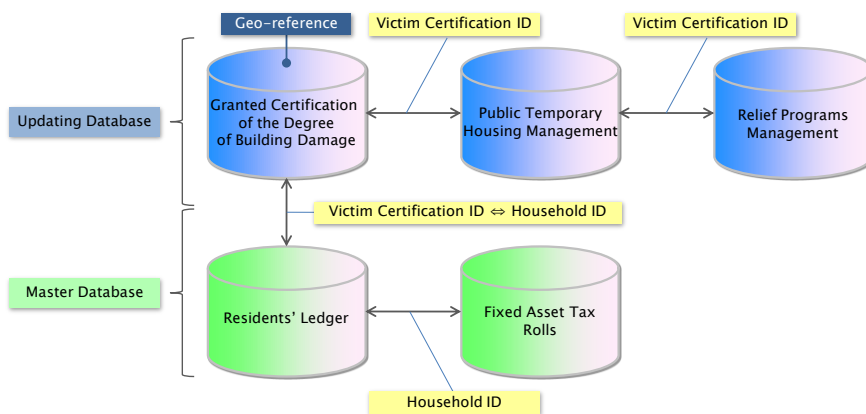 Geo-reference
Victim Certification ID
Victim Certification ID
Updating Database
Granted Certification
of the Degree
of Building Damage
Public Temporary
Housing Management
Relief Programs
Management
Victim Certification ID ⇔ Household ID
Master Database
Residents’ Ledger
Fixed Asset Tax
Rolls
Household ID